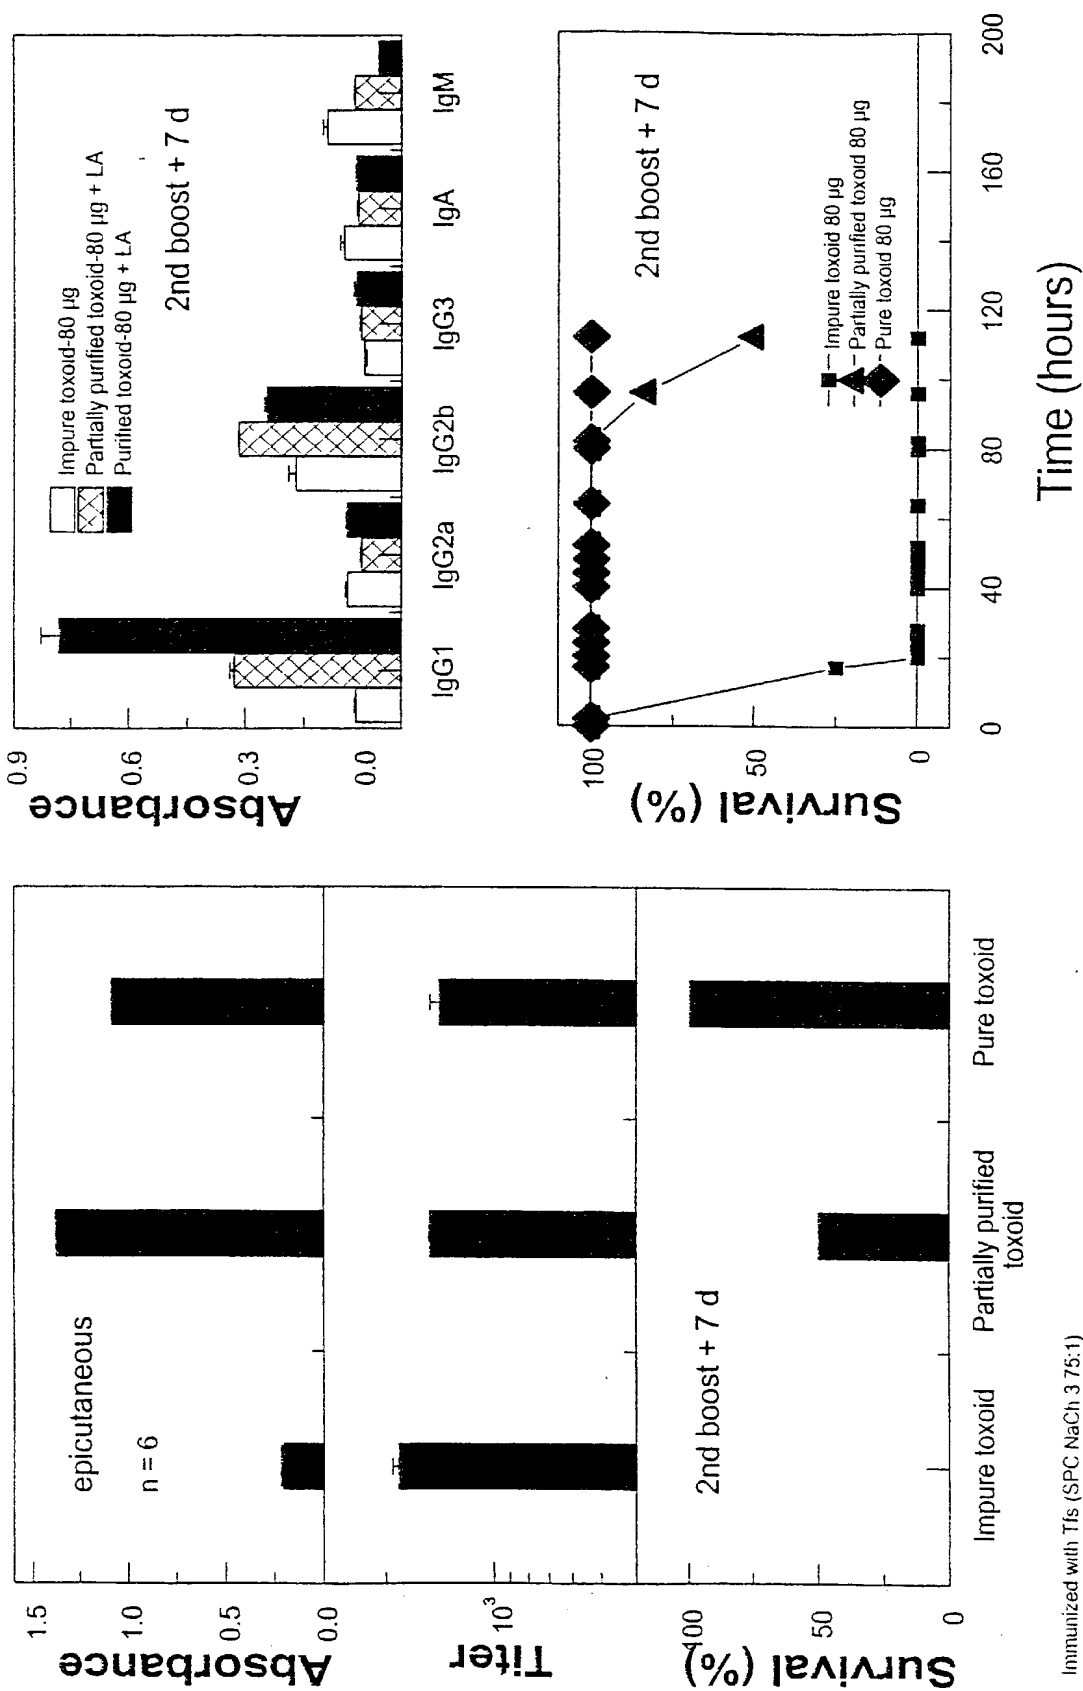 Absorbance
1.5
1.0
0.5
0.0
epicutaneous
n = 6
Titer
10³
Survival (%)
100
50
0
2nd boost + 7 d
Impure toxoid
Partially purified
toxoid
Pure toxoid
Immunized with Tfs (SPC NaCh 3 75:1)
Absorbance
0.9
0.6
0.3
0.0
Impure toxoid-80 µg
Partially purified toxoid-80 µg + LA
Purified toxoid-80 µg + LA
2nd boost + 7 d
IgG1
IgG2a
IgG2b
IgG3
IgA
IgM
Survival (%)
100
50
0
2nd boost + 7 d
Impure toxoid 80 µg
Partially purified toxoid 80 µg
Pure toxoid 80 µg
0
40
80
120
160
200
Time (hours)